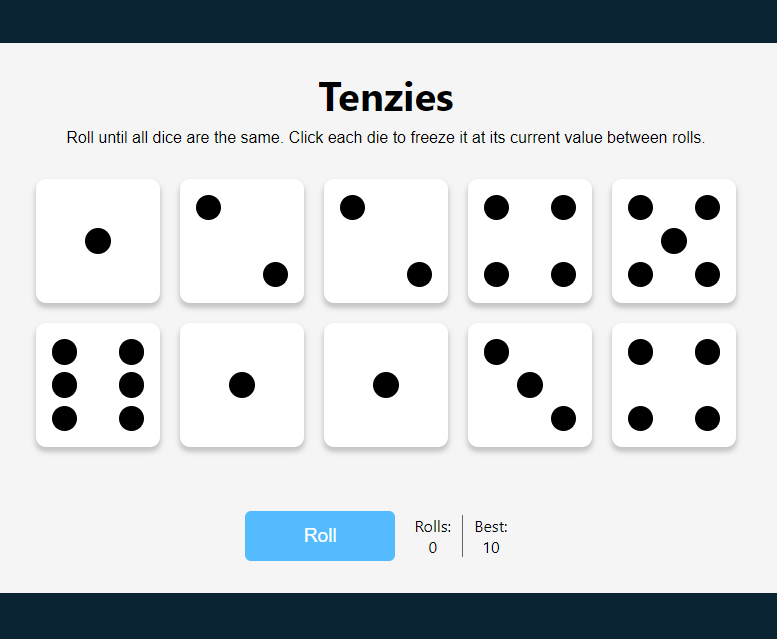 Tenzies
Roll until all dice are the same. Click each die to freeze it at its current value between rolls.
Roll
Rolls:
0
Best:
10